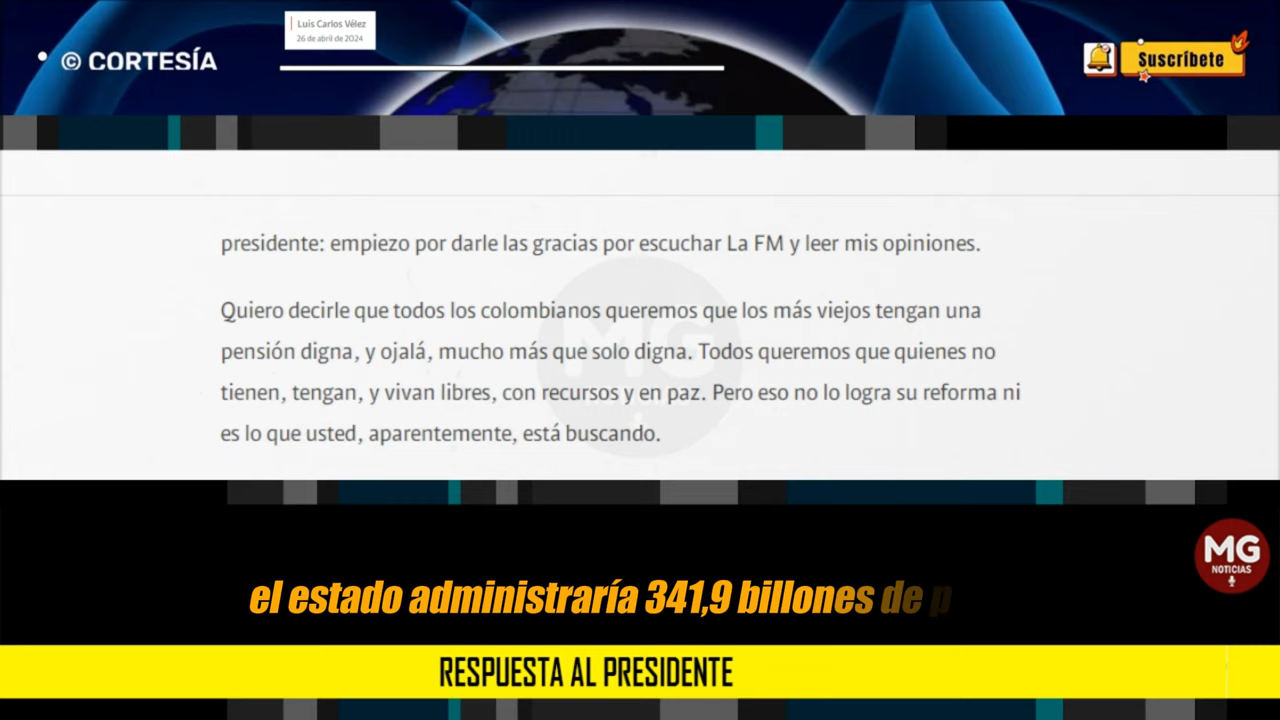 Luis Carlos Vélez
26 de abril de 2024
© CORTESÍA
Suscríbete
presidente: empiezo por darle las gracias por escuchar La FM y leer mis opiniones.
Quiero decirle que todos los colombianos queremos que los más viejos tengan una
pensión digna, y ojalá, mucho más que solo digna. Todos queremos que quienes no
tienen, tengan, y vivan libres, con recursos y en paz. Pero eso no lo logra su reforma ni
es lo que usted, aparentemente, está buscando.
MG
MG
NOTICIAS
el estado administraría 341,9 billones de p
RESPUESTA AL PRESIDENTE